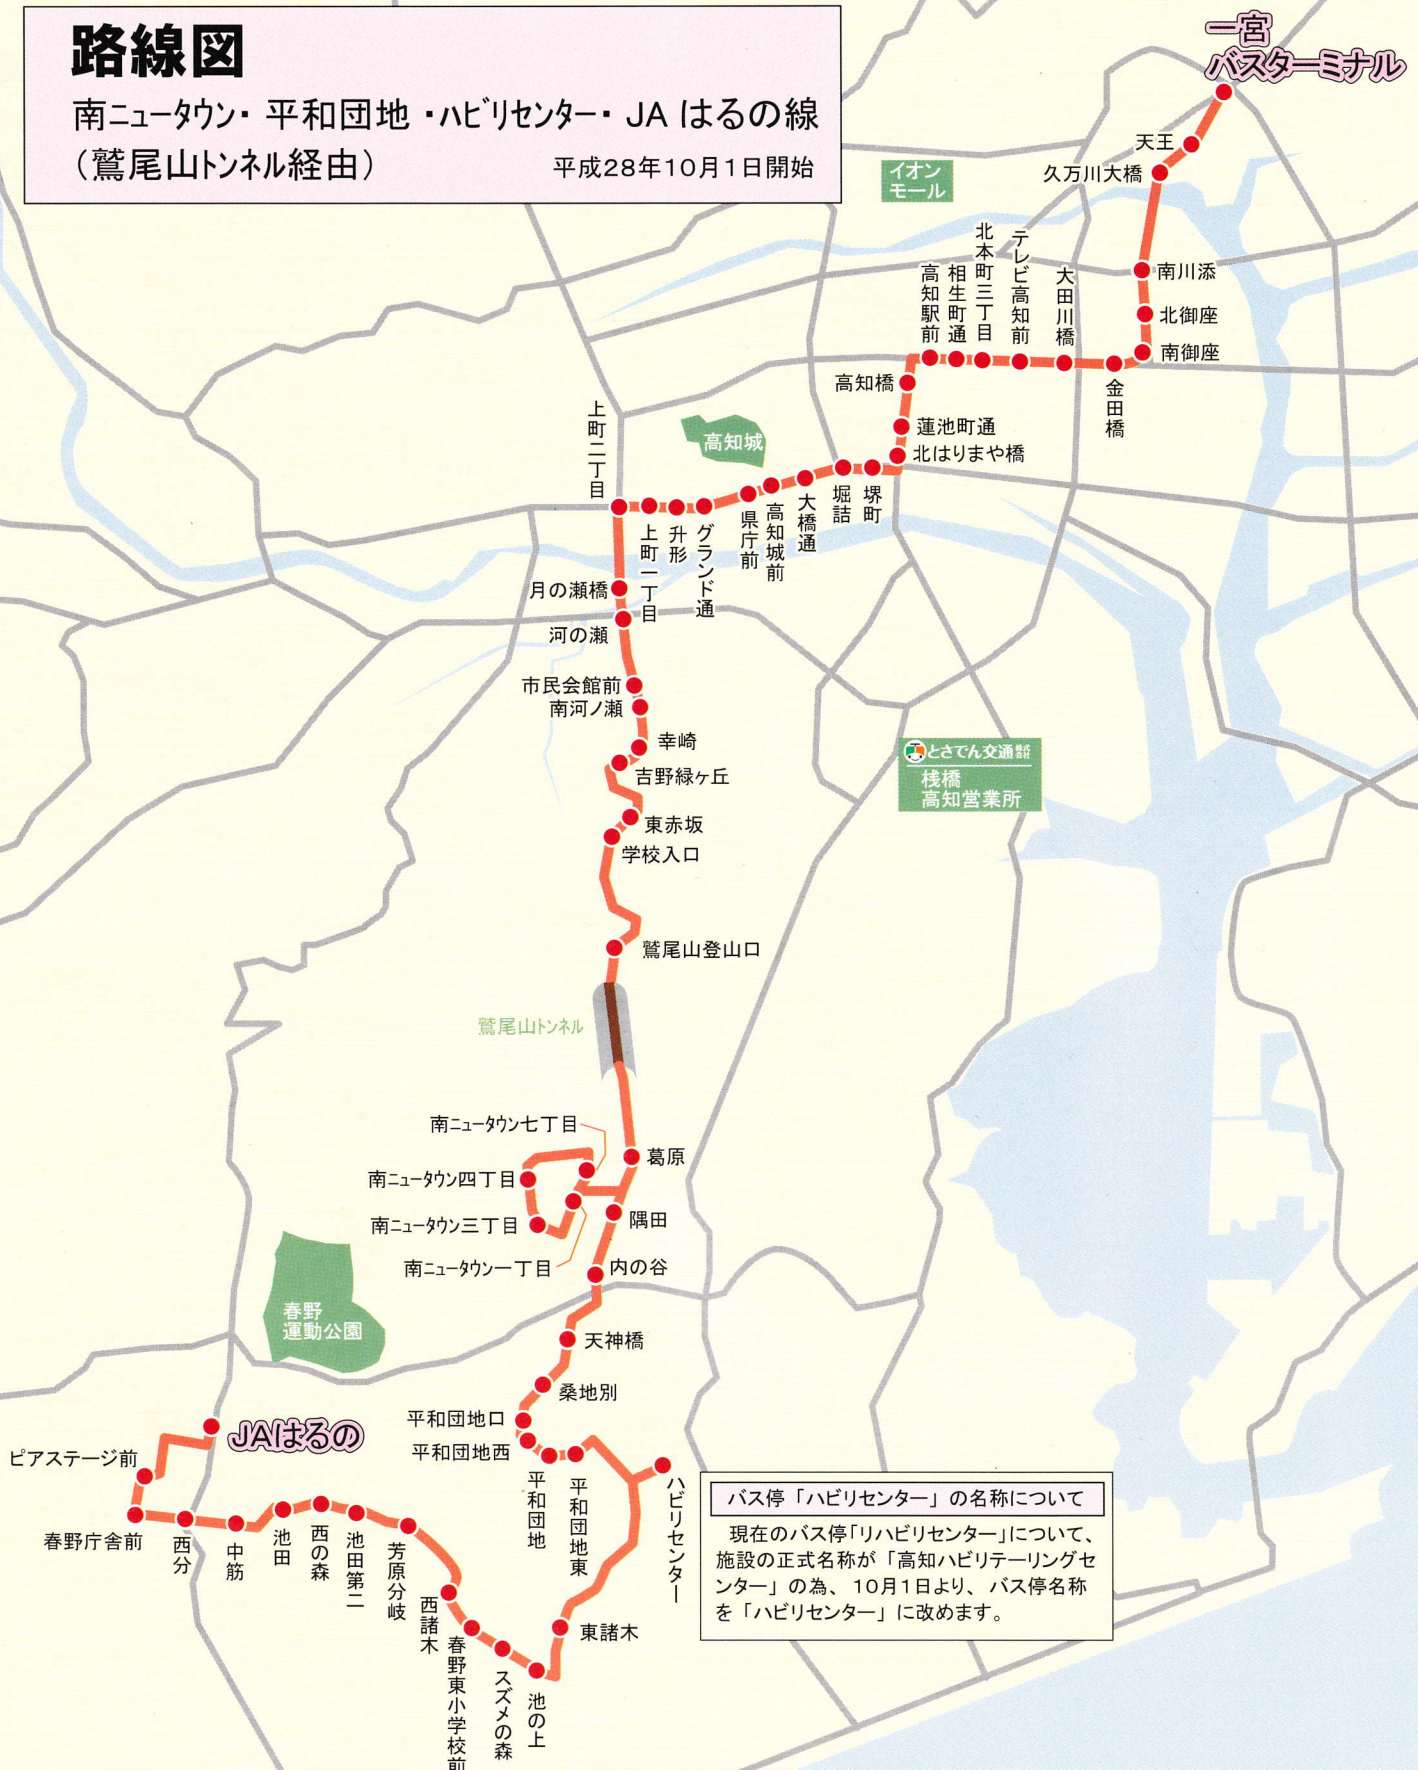 路線図
南ニュータウン・平和団地・ハビリセンター・JAはるの線
（鷲尾山トンネル経由）
平成28年10月1日開始
一宮
バスターミナル
天王
久万川大橋
イオン
モール
南川添
北御座
南御座
金田橋
大田川橋
テレビ高知前
北本町三丁目
相生町通
高知駅前
高知橋
蓮池町通
北はりまや橋
堺町
堀詰
大橋通
高知城前
県庁前
高知城
グランド通
升形
上町一丁目
上町二丁目
月の瀬橋
河の瀬
市民会館前
南河ノ瀬
幸崎
吉野緑ヶ丘
とさでん交通株式会社
桟橋
高知営業所
東赤坂
学校入口
鷲尾山登山口
鷲尾山トンネル
南ニュータウン七丁目
葛原
南ニュータウン四丁目
南ニュータウン三丁目
隅田
南ニュータウン一丁目
内の谷
春野
運動公園
天神橋
桑地別
平和団地口
平和団地西
平和団地
平和団地東
ハビリセンター
東諸木
池の上
スズメの森
春野東小学校前
西諸木
芳原分岐
池田第二
西の森
池田
中筋
西分
春野庁舎前
ピアステージ前
JAはるの
バス停「ハビリセンター」の名称について
現在のバス停「リハビリセンター」について、
施設の正式名称が「高知ハビリテーリングセ
ンター」の為、10月1日より、バス停名称
を「ハビリセンター」に改めます。